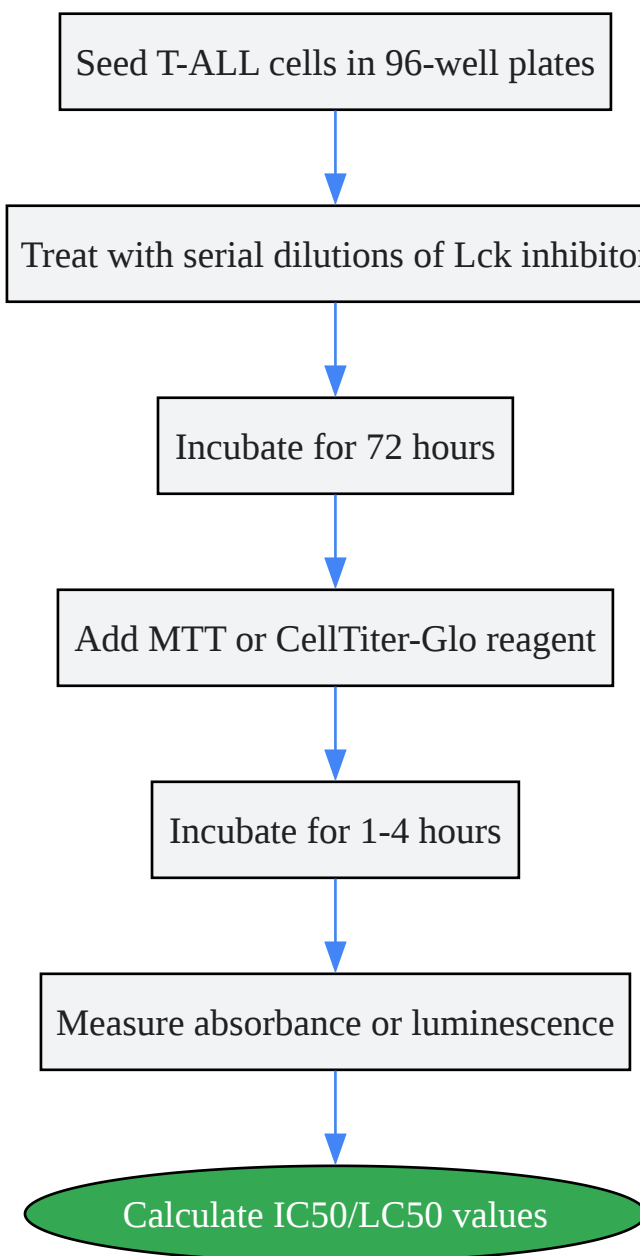 Seed T-ALL cells in 96-well plates
Treat with serial dilutions of Lck inhibitor
Incubate for 72 hours
Add MTT or CellTiter-Glo reagent
Incubate for 1-4 hours
Measure absorbance or luminescence
Calculate IC50/LC50 values